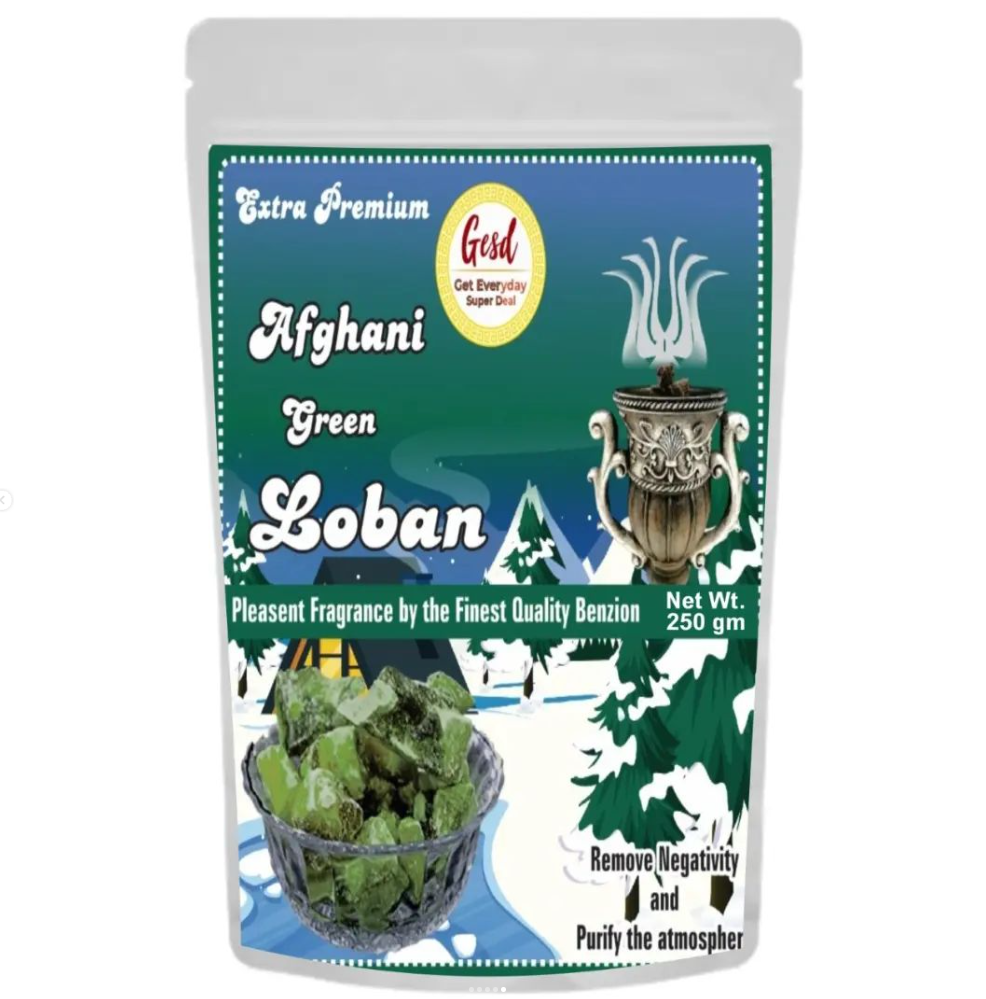 Extra Premium
Gesd
Get Everyday
Super Deal
Afghani
Green
Loban
Pleasent Fragrance by the Finest Quality Benzion
Net Wt.
250 gm
Remove Negativity
and
Purify the atmospher